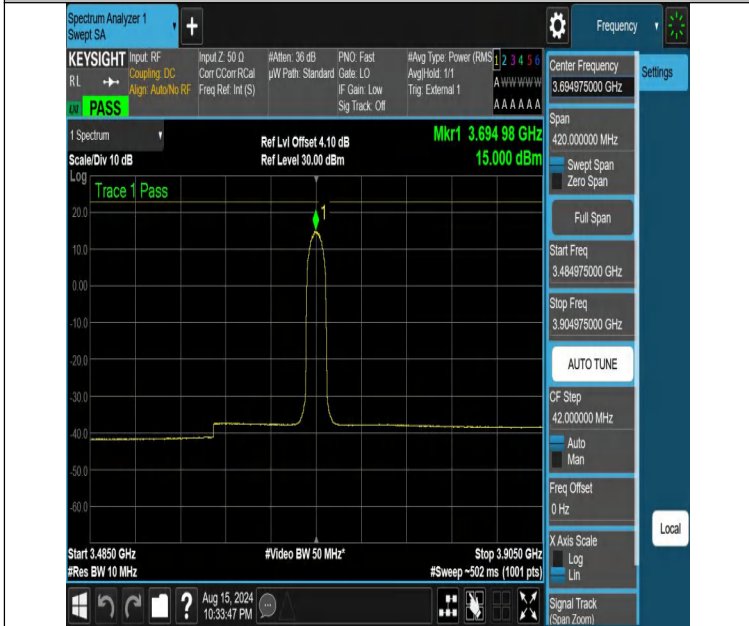 Spectrum Analyzer 1
Swept SA
Frequency
KEYSIGHT
Input: RF
Coupling: DC
Align: Auto/No RF
Input Z: 50 Ω
Corr CCorr RCal
Freq Ref: Int (S)
#Atten: 36 dB
µW Path: Standard
PNO: Fast
Gate: LO
IF Gain: Low
Sig Track: Off
#Avg Type: Power (RMS
Avg|Hold: 1/1
Trig: External 1
1 2 3 4 5 6
A W W W W W
A A A A A A
R L
LXI
PASS
1 Spectrum
Scale/Div 10 dB
Ref Lvl Offset 4.10 dB
Ref Level 30.00 dBm
Mkr1 3.694 98 GHz
15.000 dBm
Log
Trace 1 Pass
1
20.0
10.0
0.00
-10.0
-20.0
-30.0
-40.0
-50.0
-60.0
Start 3.4850 GHz
#Res BW 10 MHz
#Video BW 50 MHz*
Stop 3.9050 GHz
#Sweep ~502 ms (1001 pts)
Aug 15, 2024
10:33:47 PM
?
Center Frequency
3.694975000 GHz
Settings
Span
420.000000 MHz
Swept Span
Zero Span
Full Span
Start Freq
3.484975000 GHz
Stop Freq
3.904975000 GHz
AUTO TUNE
CF Step
42.000000 MHz
Auto
Man
Freq Offset
0 Hz
X Axis Scale
Log
Lin
Local
Signal Track
(Span Zoom)